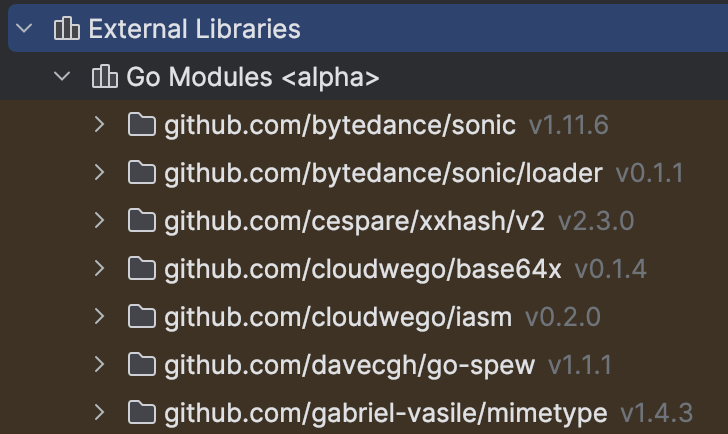 External Libraries
Go Modules <alpha>
github.com/bytedance/sonic v1.11.6
github.com/bytedance/sonic/loader v0.1.1
github.com/cespare/xxhash/v2 v2.3.0
github.com/cloudwego/base64x v0.1.4
github.com/cloudwego/iasm v0.2.0
github.com/davecgh/go-spew v1.1.1
github.com/gabriel-vasile/mimetype v1.4.3